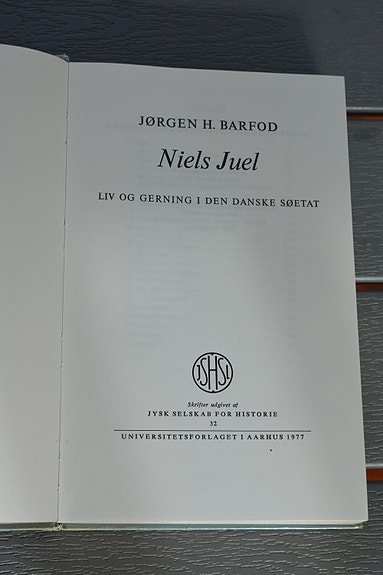 JØRGEN H. BARFOD
Niels Juel
LIV OG GERNING I DEN DANSKE SØETAT
Skrifter udgivet af
JYSK SELSKAB FOR HISTORIE
32
UNIVERSITETSFORLAGET I AARHUS 1977